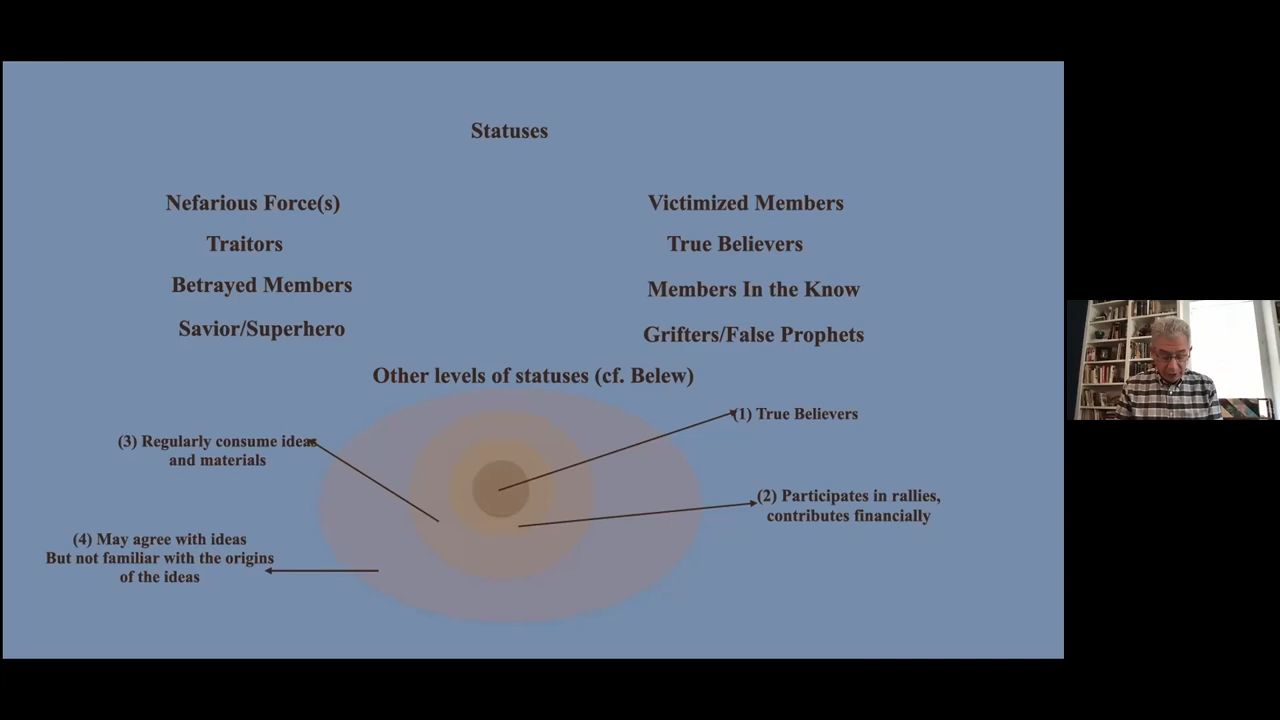 Statuses
Nefarious Force(s)
Traitors
Betrayed Members
Savior/Superhero
Victimized Members
True Believers
Members In the Know
Grifters/False Prophets
Other levels of statuses (cf. Belew)
(1) True Believers
(3) Regularly consume ideas
and materials
(2) Participates in rallies,
contributes financially
(4) May agree with ideas
But not familiar with the origins
of the ideas